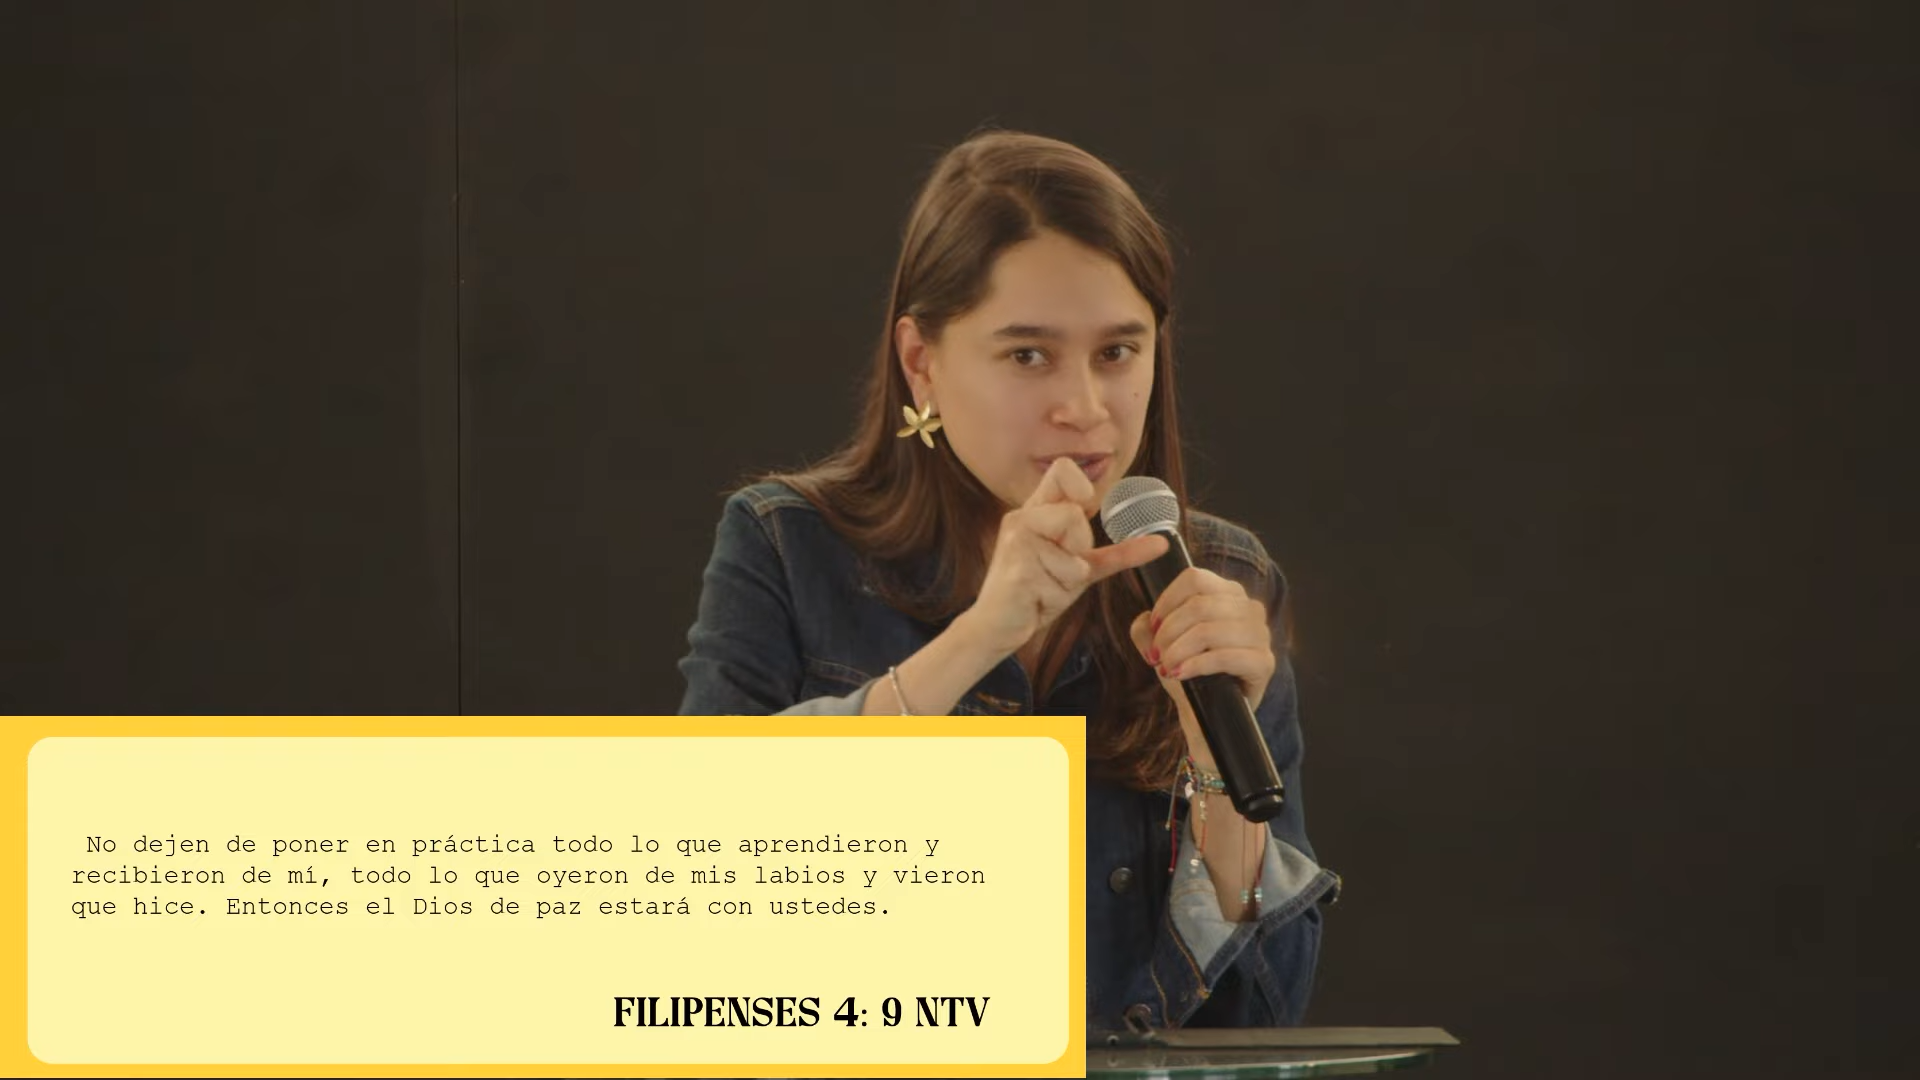 No dejen de poner en práctica todo lo que aprendieron y
recibieron de mí, todo lo que oyeron de mis labios y vieron
que hice. Entonces el Dios de paz estará con ustedes.
FILIPENSES 4: 9 NTV